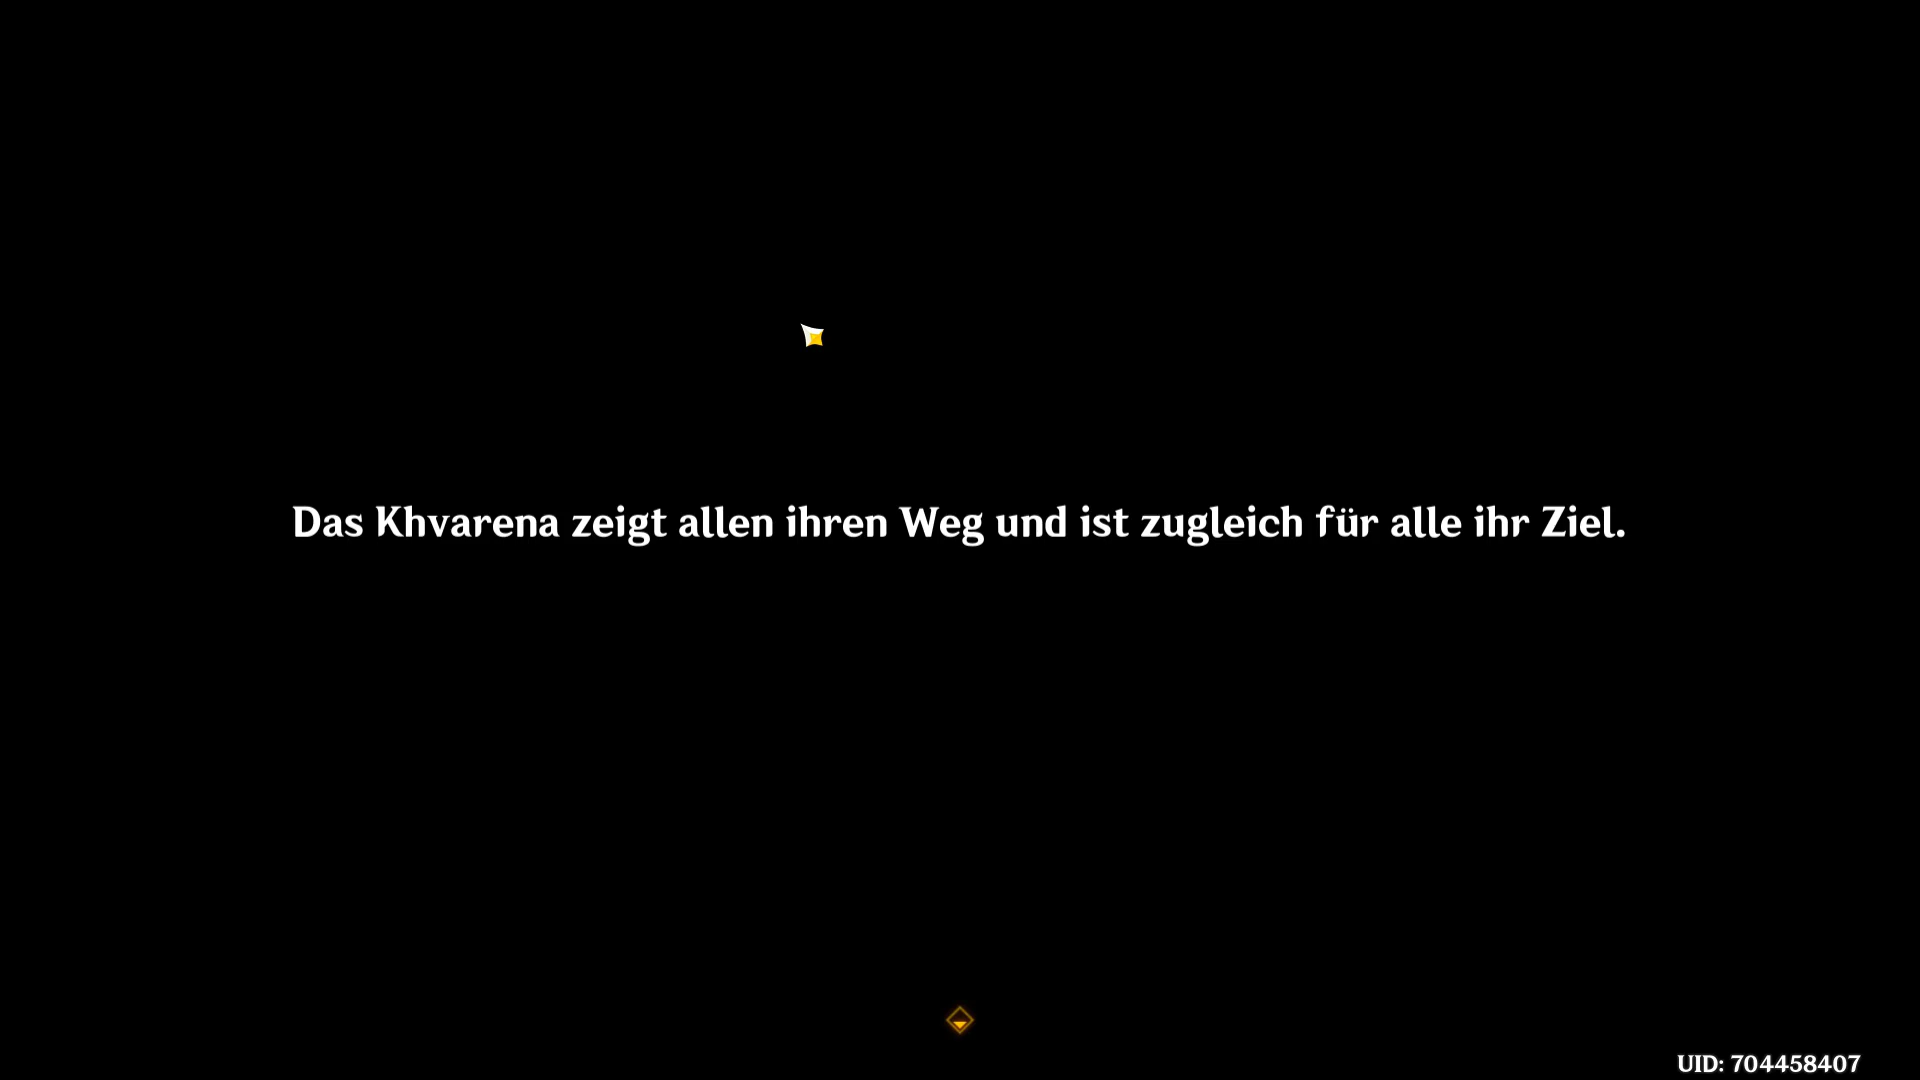 Das Khvarena zeigt allen ihren Weg und ist zugleich für alle ihr Ziel.
UID: 704458407